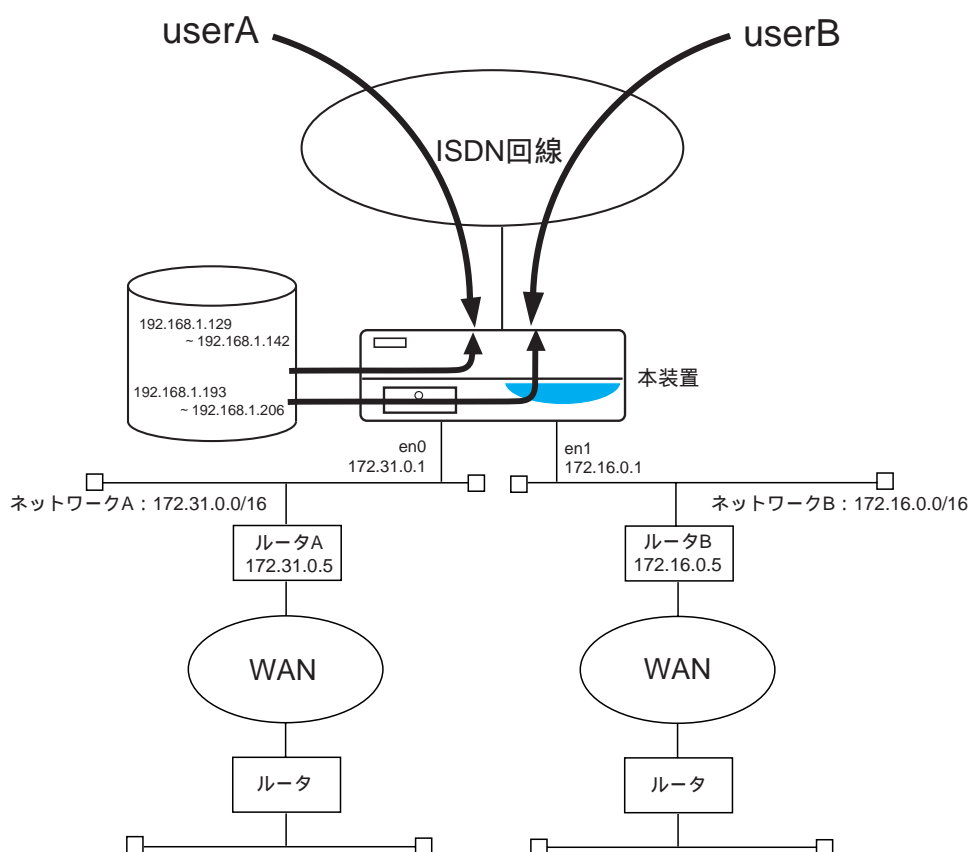 userA
userB
ISDN回線
192.168.1.129
~ 192.168.1.142
192.168.1.193
~ 192.168.1.206
本装置
en0
172.31.0.1
en1
172.16.0.1
ネットワークA：172.31.0.0/16
ネットワークB：172.16.0.0/16
ルータA
172.31.0.5
ルータB
172.16.0.5
WAN
WAN
ルータ
ルータ